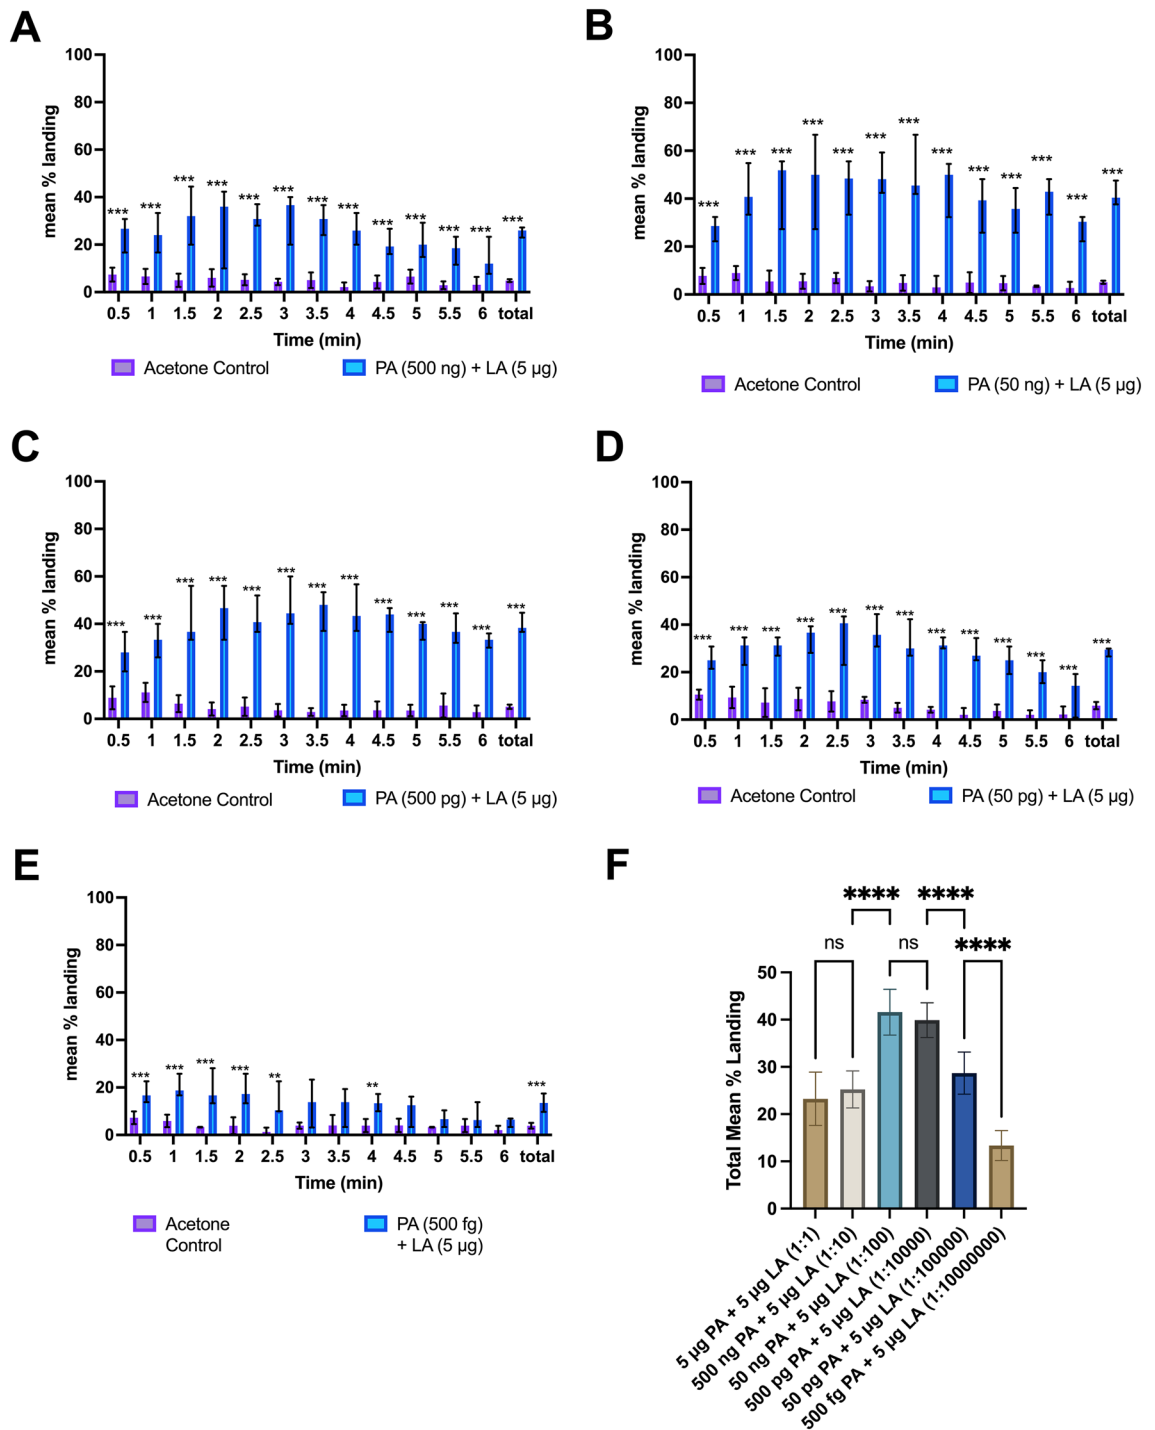 A
mean % landing
100
80
60
40
20
0
*** *** *** *** *** *** *** *** *** *** *** *** ***
0.5 1 1.5 2 2.5 3 3.5 4 4.5 5 5.5 6 total
Time (min)
Acetone Control PA (500 ng) + LA (5 µg)
B
mean % landing
100
80
60
40
20
0
*** *** *** *** *** *** *** *** *** *** *** *** ***
0.5 1 1.5 2 2.5 3 3.5 4 4.5 5 5.5 6 total
Time (min)
Acetone Control PA (50 ng) + LA (5 µg)
C
mean % landing
100
80
60
40
20
0
*** *** *** *** *** *** *** *** *** *** *** *** ***
0.5 1 1.5 2 2.5 3 3.5 4 4.5 5 5.5 6 total
Time (min)
Acetone Control PA (500 pg) + LA (5 µg)
D
mean % landing
100
80
60
40
20
0
*** *** *** *** *** *** *** *** *** *** *** *** ***
0.5 1 1.5 2 2.5 3 3.5 4 4.5 5 5.5 6 total
Time (min)
Acetone Control PA (50 pg) + LA (5 µg)
E
mean % landing
100
80
60
40
20
0
*** *** *** *** ** ** ***
0.5 1 1.5 2 2.5 3 3.5 4 4.5 5 5.5 6 total
Time (min)
Acetone
Control
PA (500 fg)
+ LA (5 µg)
F
**** ****
ns ns ****
Total Mean % Landing
50
40
30
20
10
0
5 µg PA + 5 µg LA (1:1)
500 ng PA + 5 µg LA (1:10)
50 ng PA + 5 µg LA (1:100)
500 pg PA + 5 µg LA (1:10000)
50 pg PA + 5 µg LA (1:100000)
500 fg PA + 5 µg LA (1:10000000)